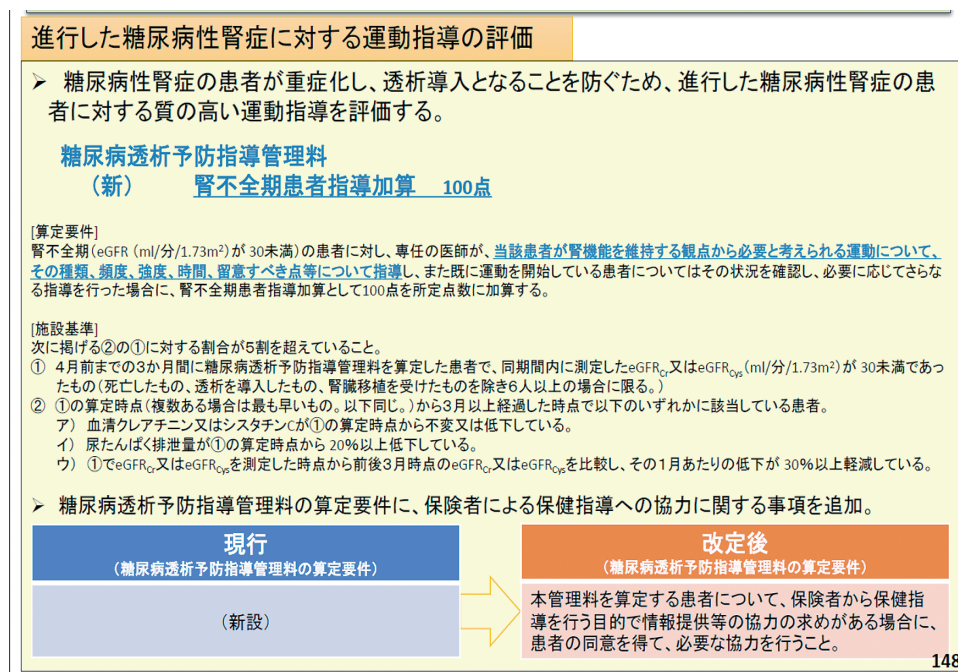 進行した糖尿病性腎症に対する運動指導の評価
➢ 糖尿病性腎症の患者が重症化し、透析導入となることを防ぐため、進行した糖尿病性腎症の患
者に対する質の高い運動指導を評価する。
糖尿病透析予防指導管理料
（新） 腎不全期患者指導加算 100点
[算定要件]
腎不全期（eGFR（ml/分/1.73m²）が30未満）の患者に対し、専任の医師が、当該患者が腎機能を維持する観点から必要と考えられる運動について、
その種類、頻度、強度、時間、留意すべき点等について指導し、また既に運動を開始している患者についてはその状況を確認し、必要に応じてさらな
る指導を行った場合に、腎不全期患者指導加算として100点を所定点数に加算する。
[施設基準]
次に掲げる②の①に対する割合が5割を超えていること。
① 4月前までの3か月間に糖尿病透析予防指導管理料を算定した患者で、同期間内に測定したeGFRCr又はeGFRCys（ml/分/1.73m²）が30未満であっ
たもの（死亡したもの、透析を導入したもの、腎臓移植を受けたものを除き6人以上の場合に限る。）
② ①の算定時点（複数ある場合は最も早いもの。以下同じ。）から3月以上経過した時点で以下のいずれかに該当している患者。
ア） 血清クレアチニン又はシスタチンCが①の算定時点から不変又は低下している。
イ） 尿たんぱく排泄量が①の算定時点から20％以上低下している。
ウ） ①でeGFRCr又はeGFRCysを測定した時点から前後3月時点のeGFRCr又はeGFRCysを比較し、その1月あたりの低下が30％以上軽減している。
➢ 糖尿病透析予防指導管理料の算定要件に、保険者による保健指導への協力に関する事項を追加。
現行
（糖尿病透析予防指導管理料の算定要件）
（新設）
改定後
（糖尿病透析予防指導管理料の算定要件）
本管理料を算定する患者について、保険者から保健指
導を行う目的で情報提供等の協力の求めがある場合に、
患者の同意を得て、必要な協力を行うこと。
148